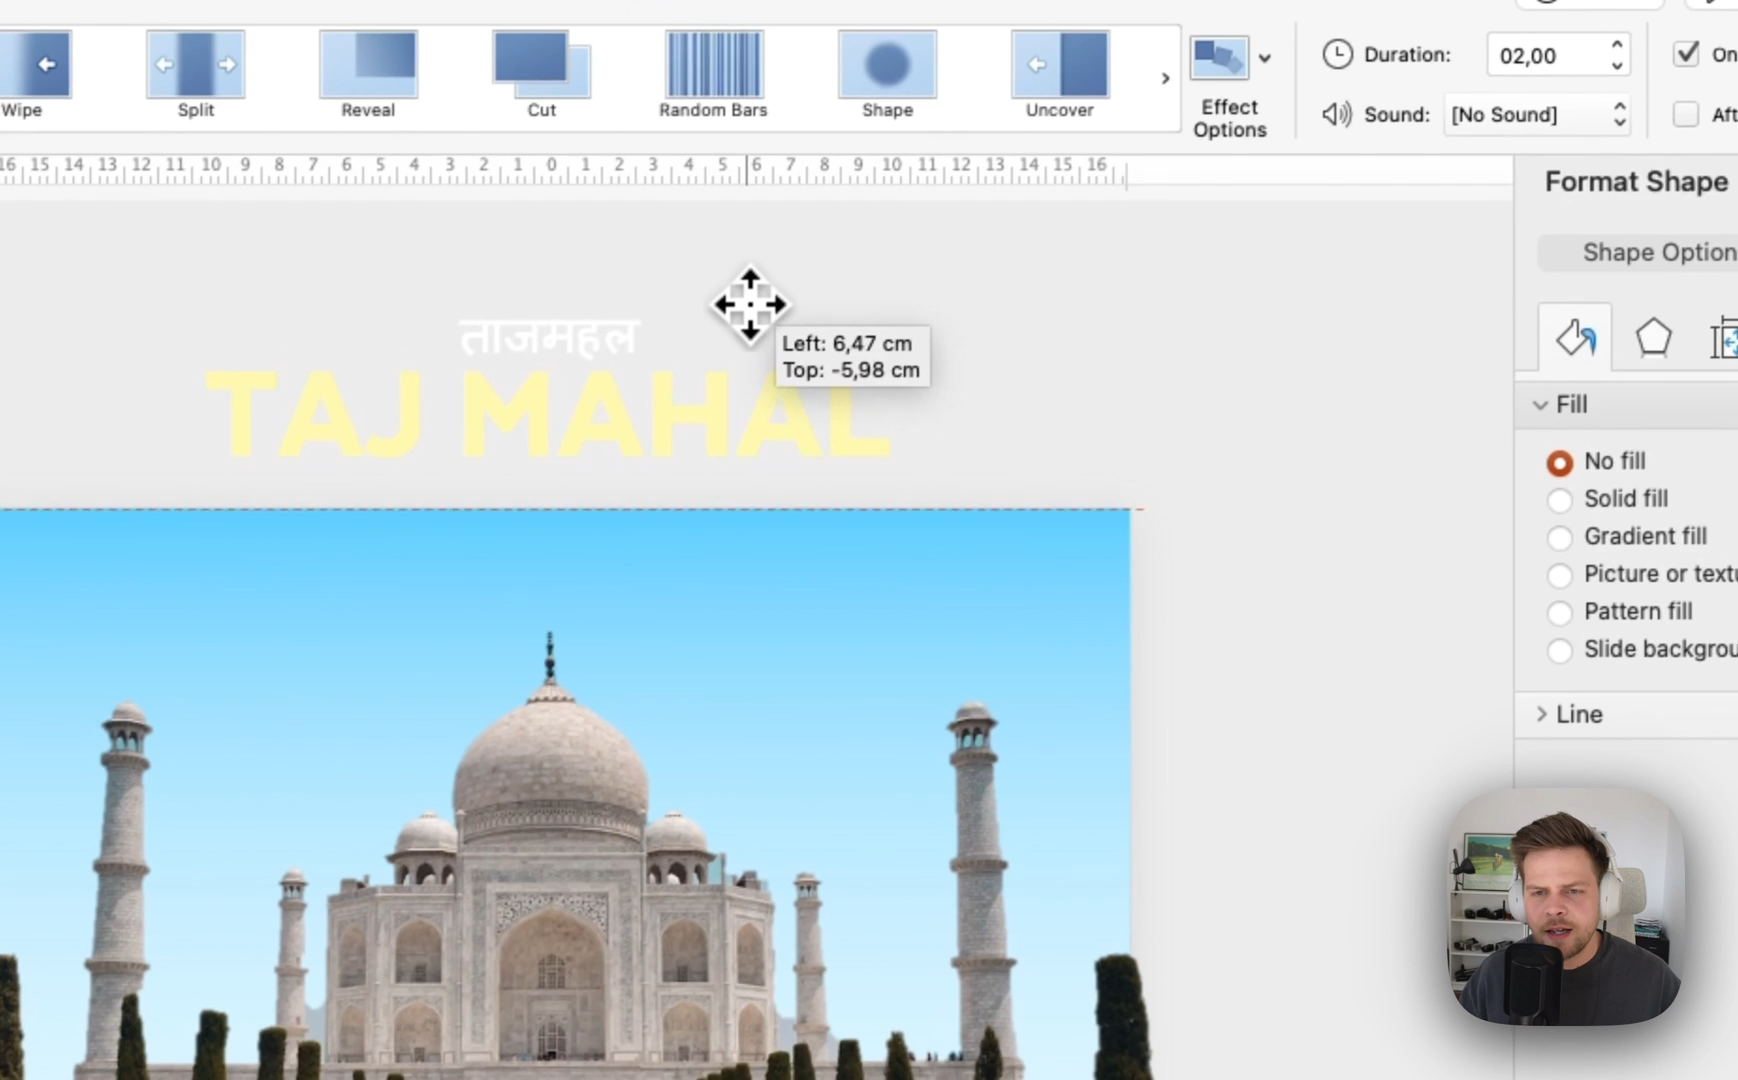 Wipe
Split
Reveal
Cut
Random Bars
Shape
Uncover
Effect
Options
Duration:
02,00
Sound:
[No Sound]
On
Aft
16 15 14 13 12 11 10 9 8 7 6 5 4 3 2 1 0 1 2 3 4 5 6 7 8 9 10 11 12 13 14 15 16
Format Shape
Shape Option
ताजमहल
TAJ MAHAL
Left: 6,47 cm
Top: -5,98 cm
Fill
No fill
Solid fill
Gradient fill
Picture or textu
Pattern fill
Slide backgrou
Line